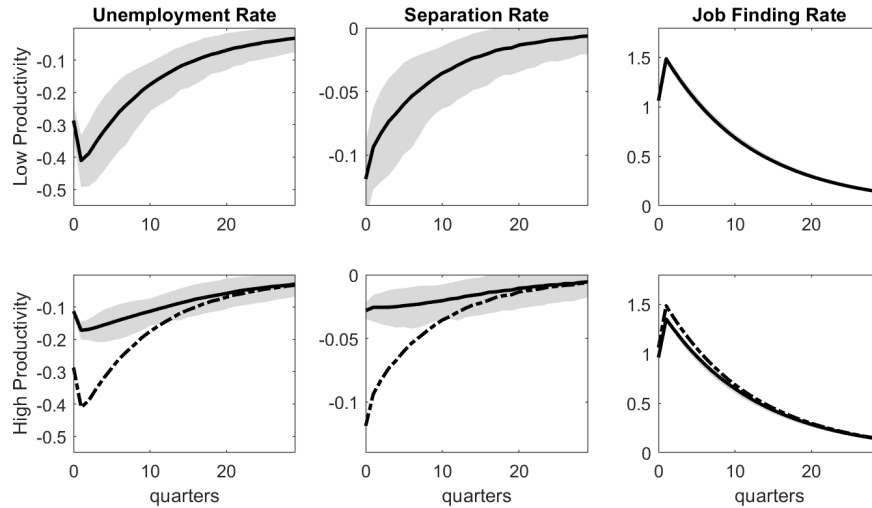 Unemployment Rate Separation Rate Job Finding Rate
Low Productivity
-0.1
-0.2
-0.3
-0.4
-0.5
0 10 20
0
-0.05
-0.1
0 10 20
1.5
1
0.5
0
0 10 20
High Productivity
-0.1
-0.2
-0.3
-0.4
-0.5
0 10 20
quarters
0
-0.05
-0.1
0 10 20
quarters
1.5
1
0.5
0
0 10 20
quarters